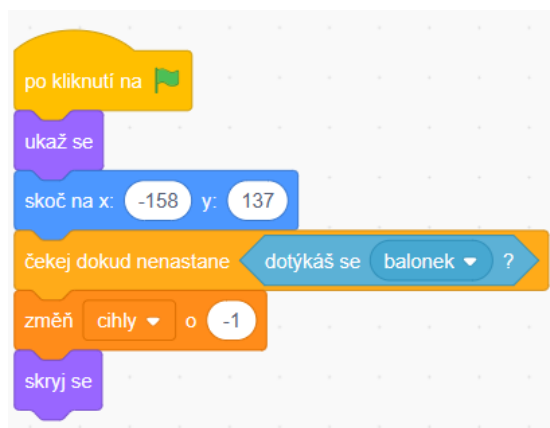 po kliknutí na
ukaž se
skoč na x: -158 y: 137
čekej dokud nenastane dotýkáš se balonek ?
změň cihly o -1
skryj se